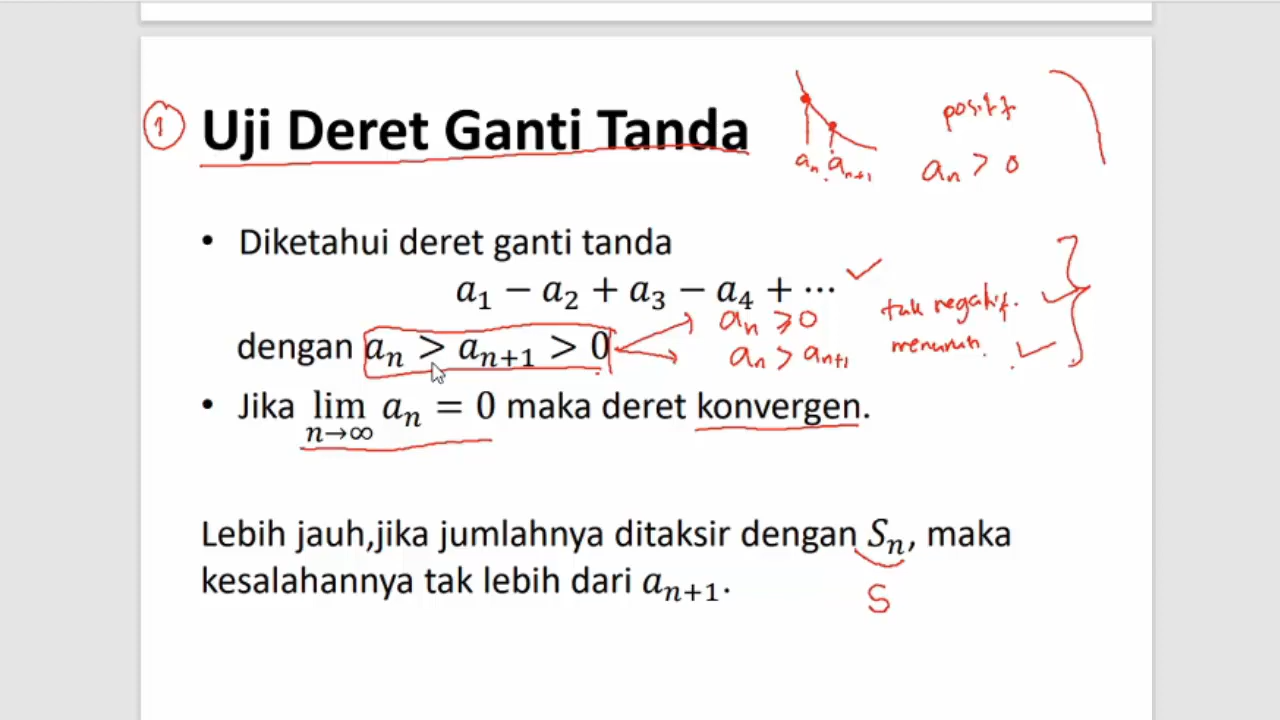 ① Uji Deret Ganti Tanda
aₙ aₙ₊₁
positif
aₙ > 0
• Diketahui deret ganti tanda
a₁ − a₂ + a₃ − a₄ + ⋯
aₙ ⩾ 0 tak negatif.
dengan aₙ > aₙ₊₁ > 0
aₙ > aₙ₊₁ menurun.
• Jika lim aₙ = 0 maka deret konvergen.
n→∞
Lebih jauh,jika jumlahnya ditaksir dengan Sₙ, maka
kesalahannya tak lebih dari aₙ₊₁.
S